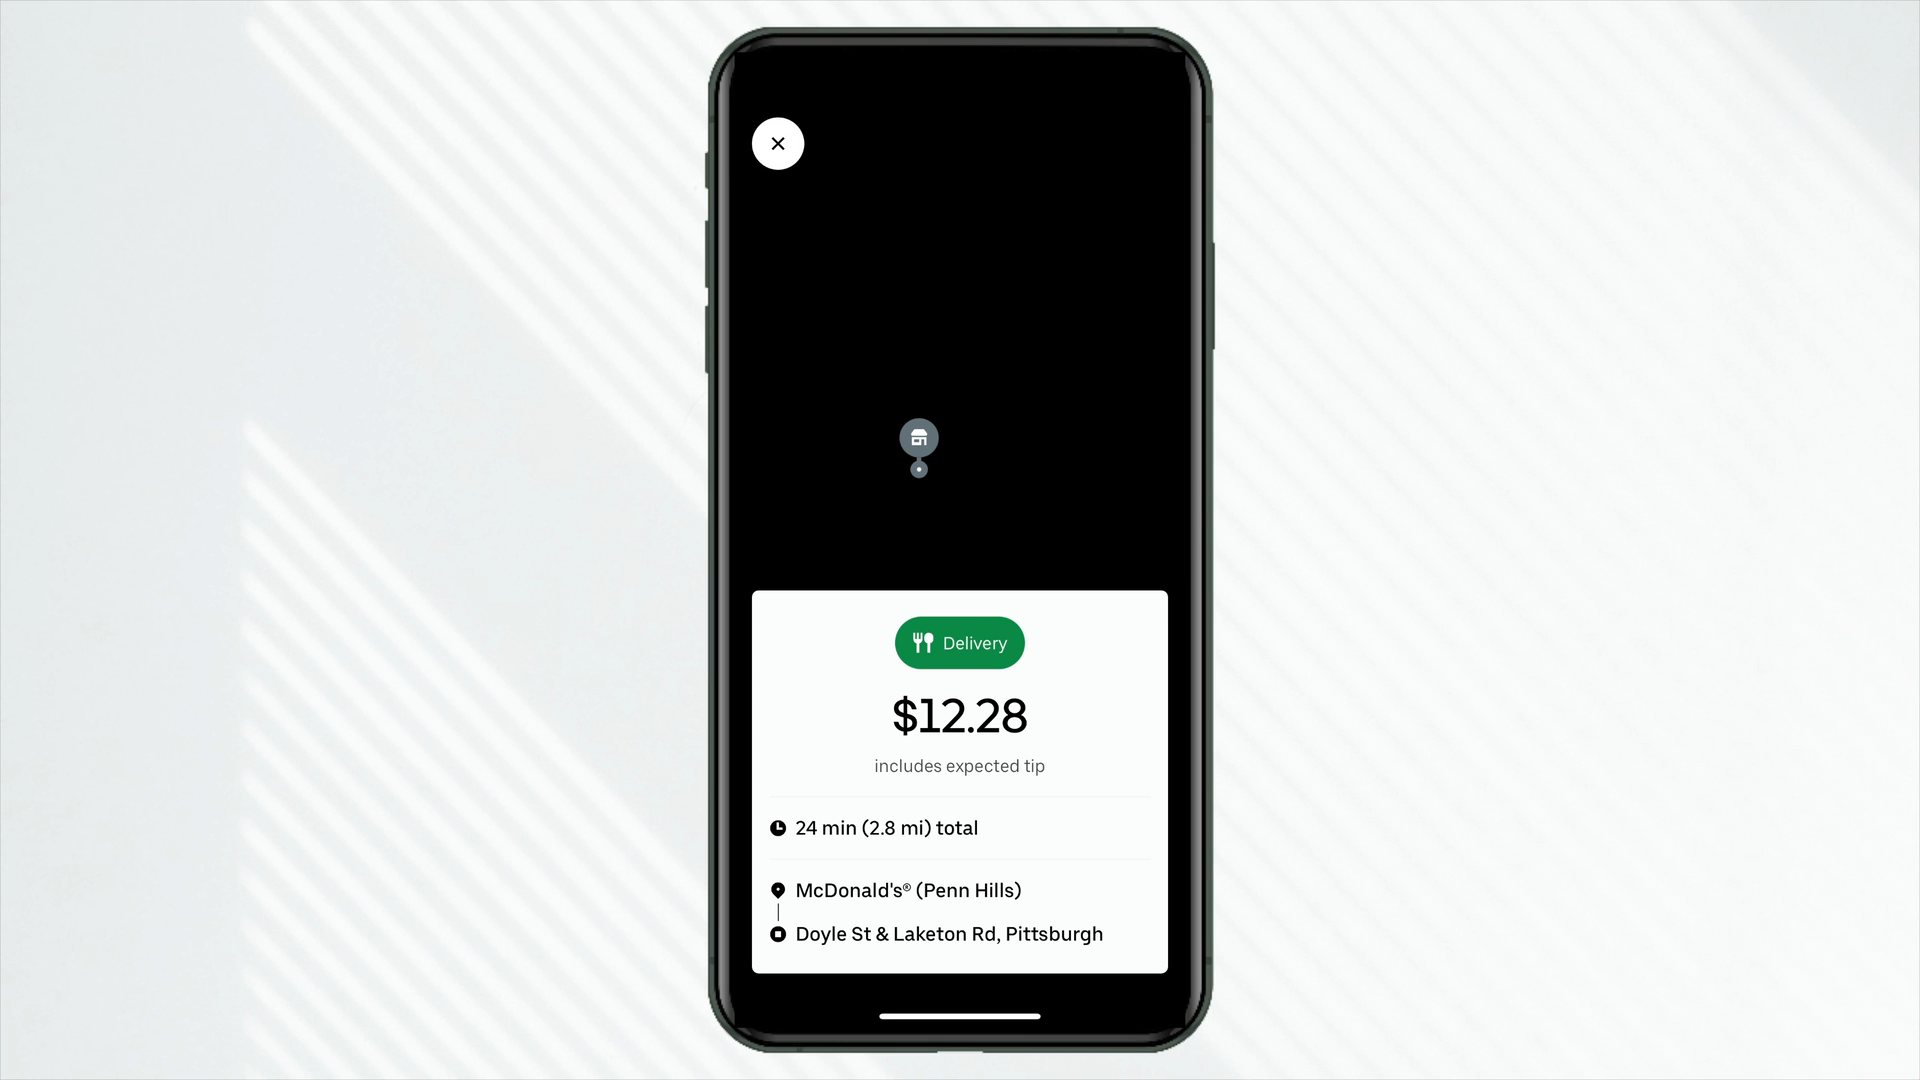 Delivery
$12.28
includes expected tip
24 min (2.8 mi) total
McDonald's® (Penn Hills)
Doyle St & Laketon Rd, Pittsburgh